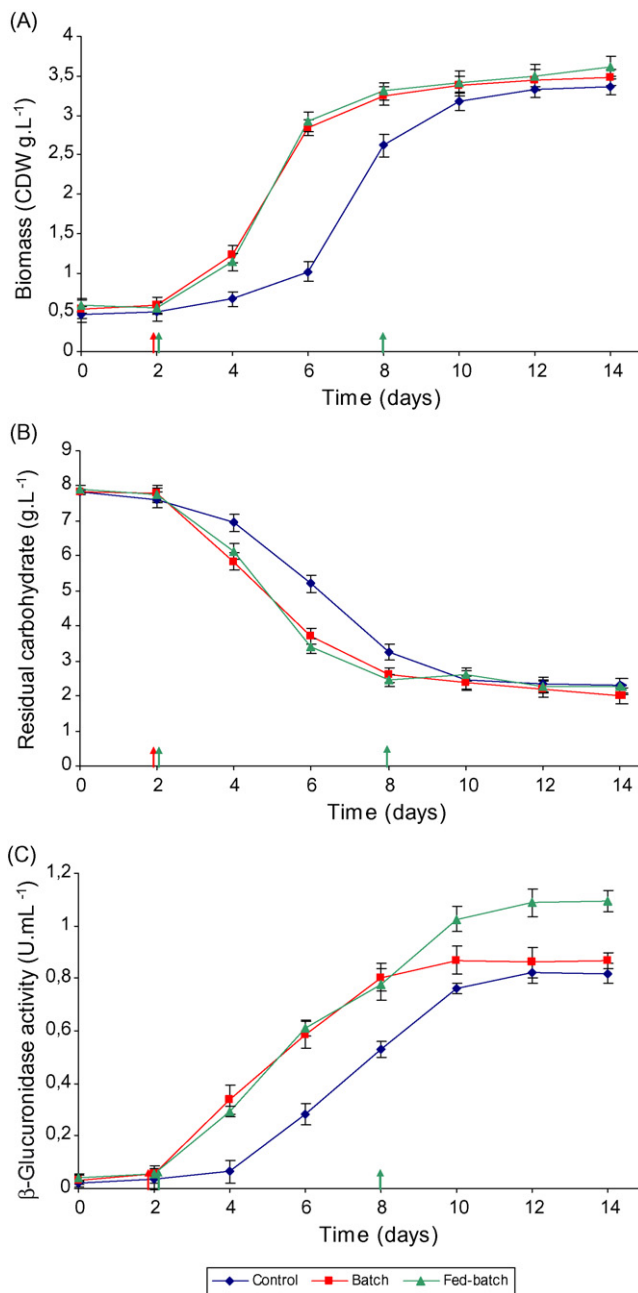 (A)
Biomass (CDW g.L⁻¹)
4
3,5
3
2,5
2
1,5
1
0,5
0
0 2 4 6 8 10 12 14
Time (days)
(B)
Residual carbohydrate (g.L⁻¹)
9
8
7
6
5
4
3
2
1
0
0 2 4 6 8 10 12 14
Time (days)
(C)
β-Glucuronidase activity (U.mL⁻¹)
1,2
1
0,8
0,6
0,4
0,2
0
0 2 4 6 8 10 12 14
Time (days)
Control Batch Fed-batch